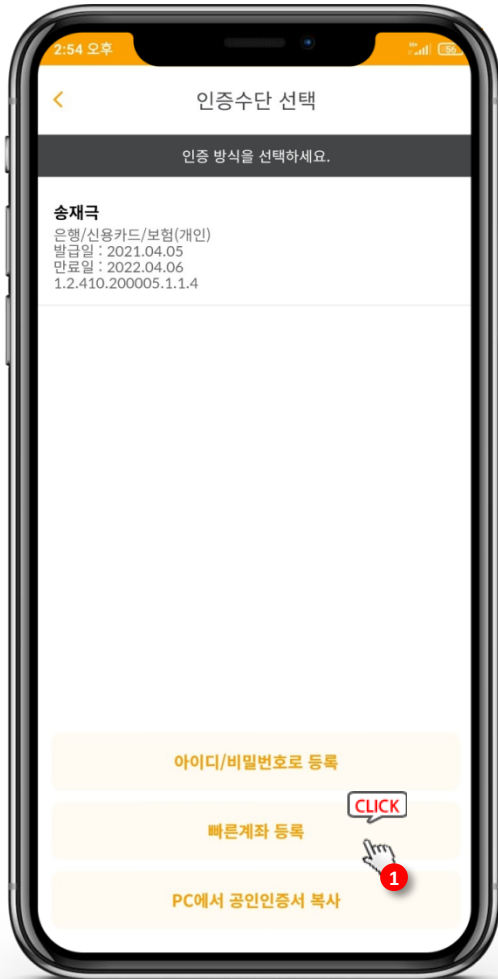 2:54 오후
56
인증수단 선택
인증 방식을 선택하세요.
송재극
은행/신용카드/보험(개인)
발급일 : 2021.04.05
만료일 : 2022.04.06
1.2.410.200005.1.1.4
아이디/비밀번호로 등록
CLICK
빠른계좌 등록
1
PC에서 공인인증서 복사